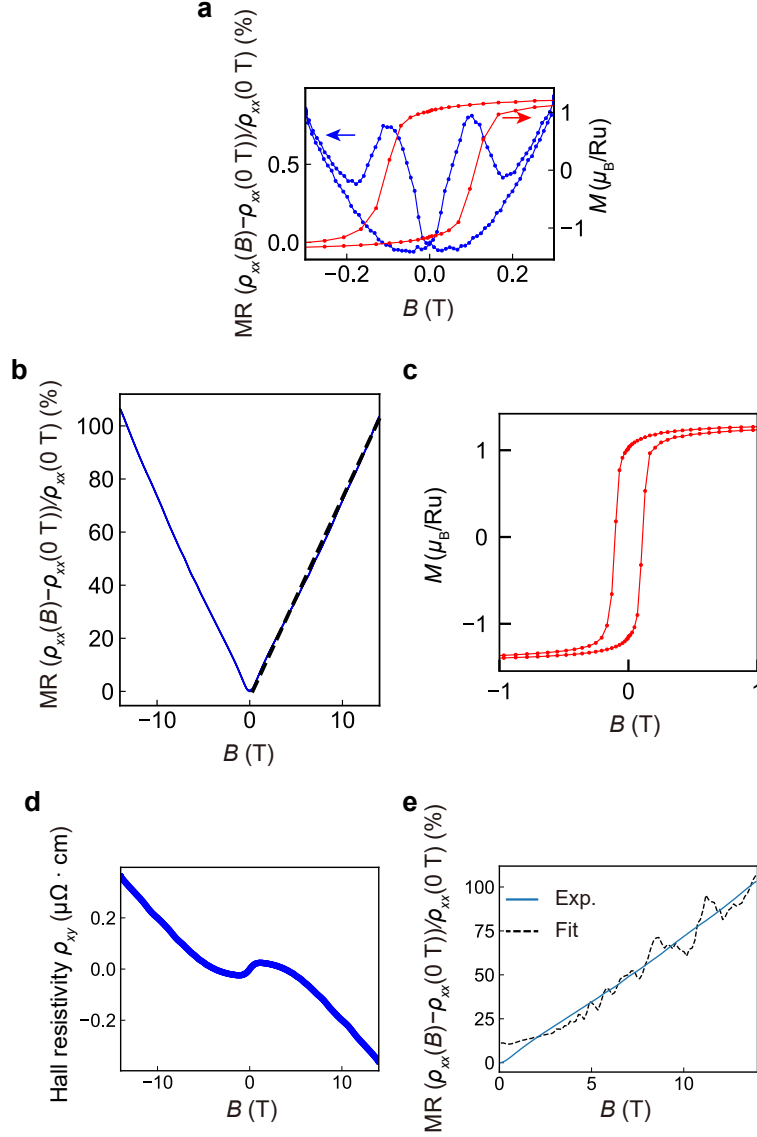 a
MR (ρxx(B)−ρxx(0 T))/ρxx(0 T) (%)
0.5
0.0
1
0
−1
M (μB/Ru)
−0.2 0.0 0.2
B (T)
b
MR (ρxx(B)−ρxx(0 T))/ρxx(0 T) (%)
100
80
60
40
20
0
−10 0 10
B (T)
c
M (μB/Ru)
1
0
−1
−1 0 1
B (T)
d
Hall resistivity ρxy (μΩ · cm)
0.2
0.0
−0.2
−10 0 10
B (T)
e
MR (ρxx(B)−ρxx(0 T))/ρxx(0 T) (%)
100
75
50
25
0
Exp.
Fit
0 5 10
B (T)